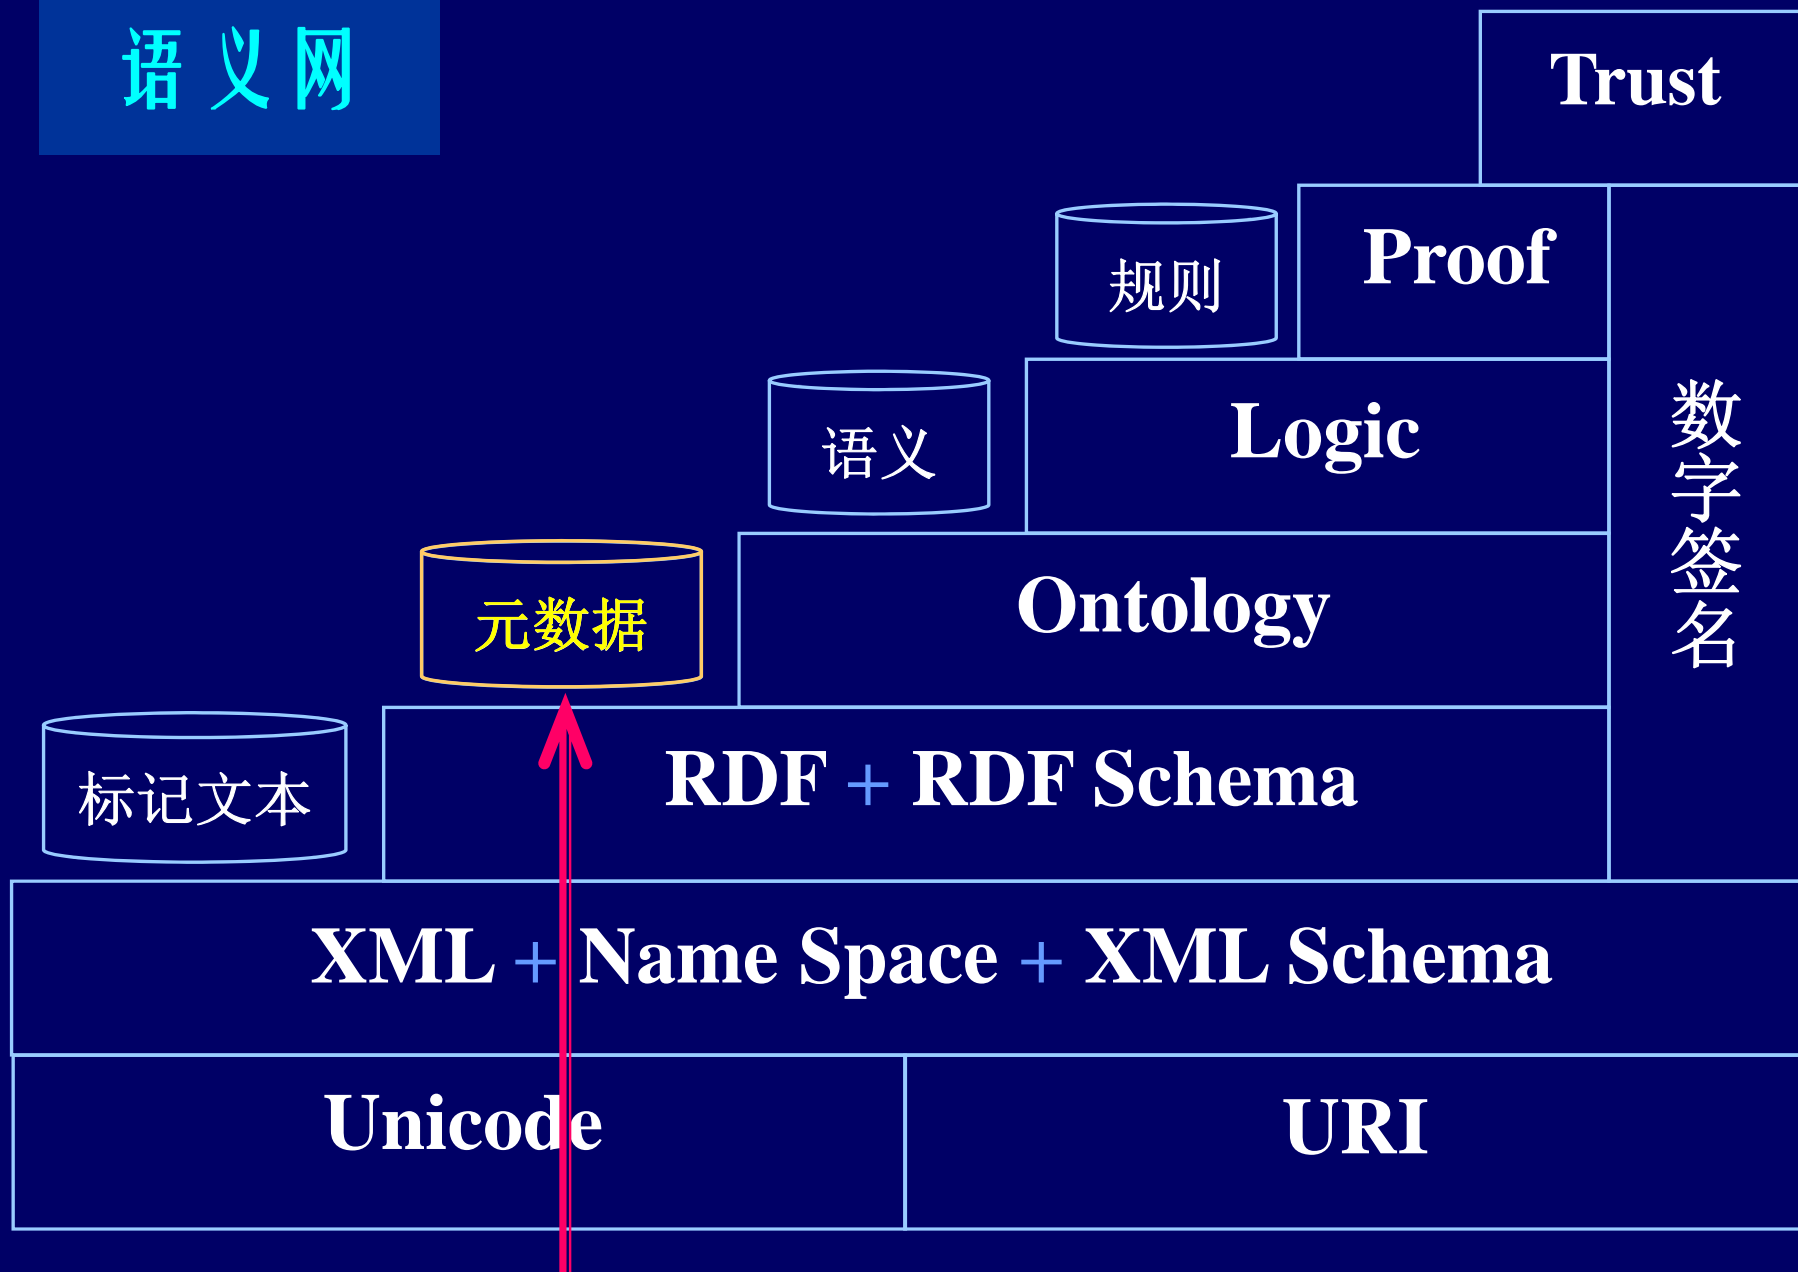 语义网
Trust
规则
Proof
语义
Logic
数字签名
元数据
Ontology
标记文本
RDF + RDF Schema
XML + Name Space + XML Schema
Unicode
URI